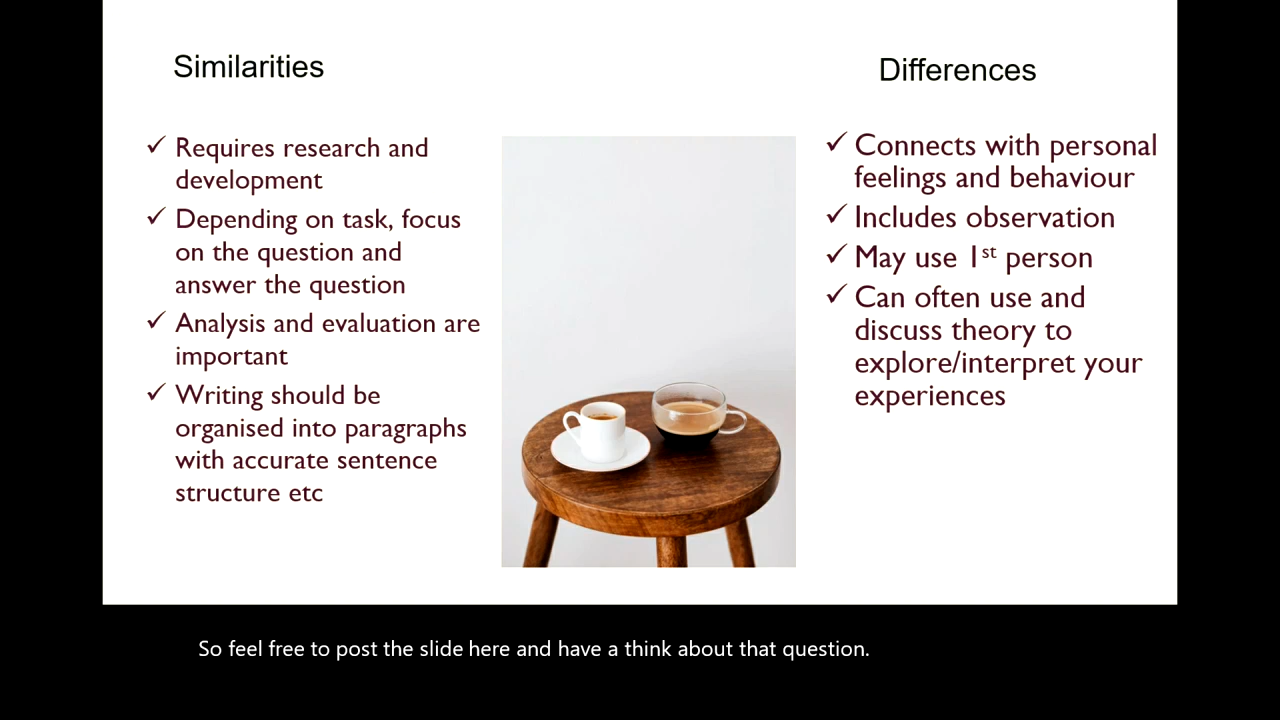 Similarities
✓ Requires research and
development
✓ Depending on task, focus
on the question and
answer the question
✓ Analysis and evaluation are
important
✓ Writing should be
organised into paragraphs
with accurate sentence
structure etc
Differences
✓ Connects with personal
feelings and behaviour
✓ Includes observation
✓ May use 1st person
✓ Can often use and
discuss theory to
explore/interpret your
experiences
So feel free to post the slide here and have a think about that question.